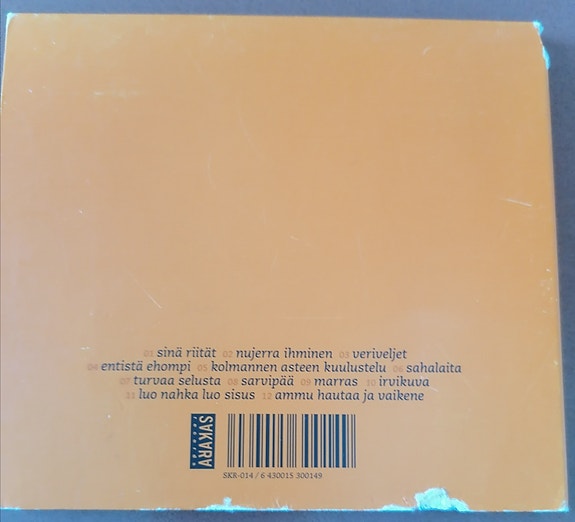 01 sinä riität 02 nujerra ihminen 03 veriveljet
04 entistä ehompi 05 kolmannen asteen kuulustelu 06 sahalaita
07 turvaa selusta 08 sarvipää 09 marras 10 irvikuva
11 luo nahka luo sisus 12 ammu hautaa ja vaikene
SAKARA
records
SKR-014 / 6 430015 300149